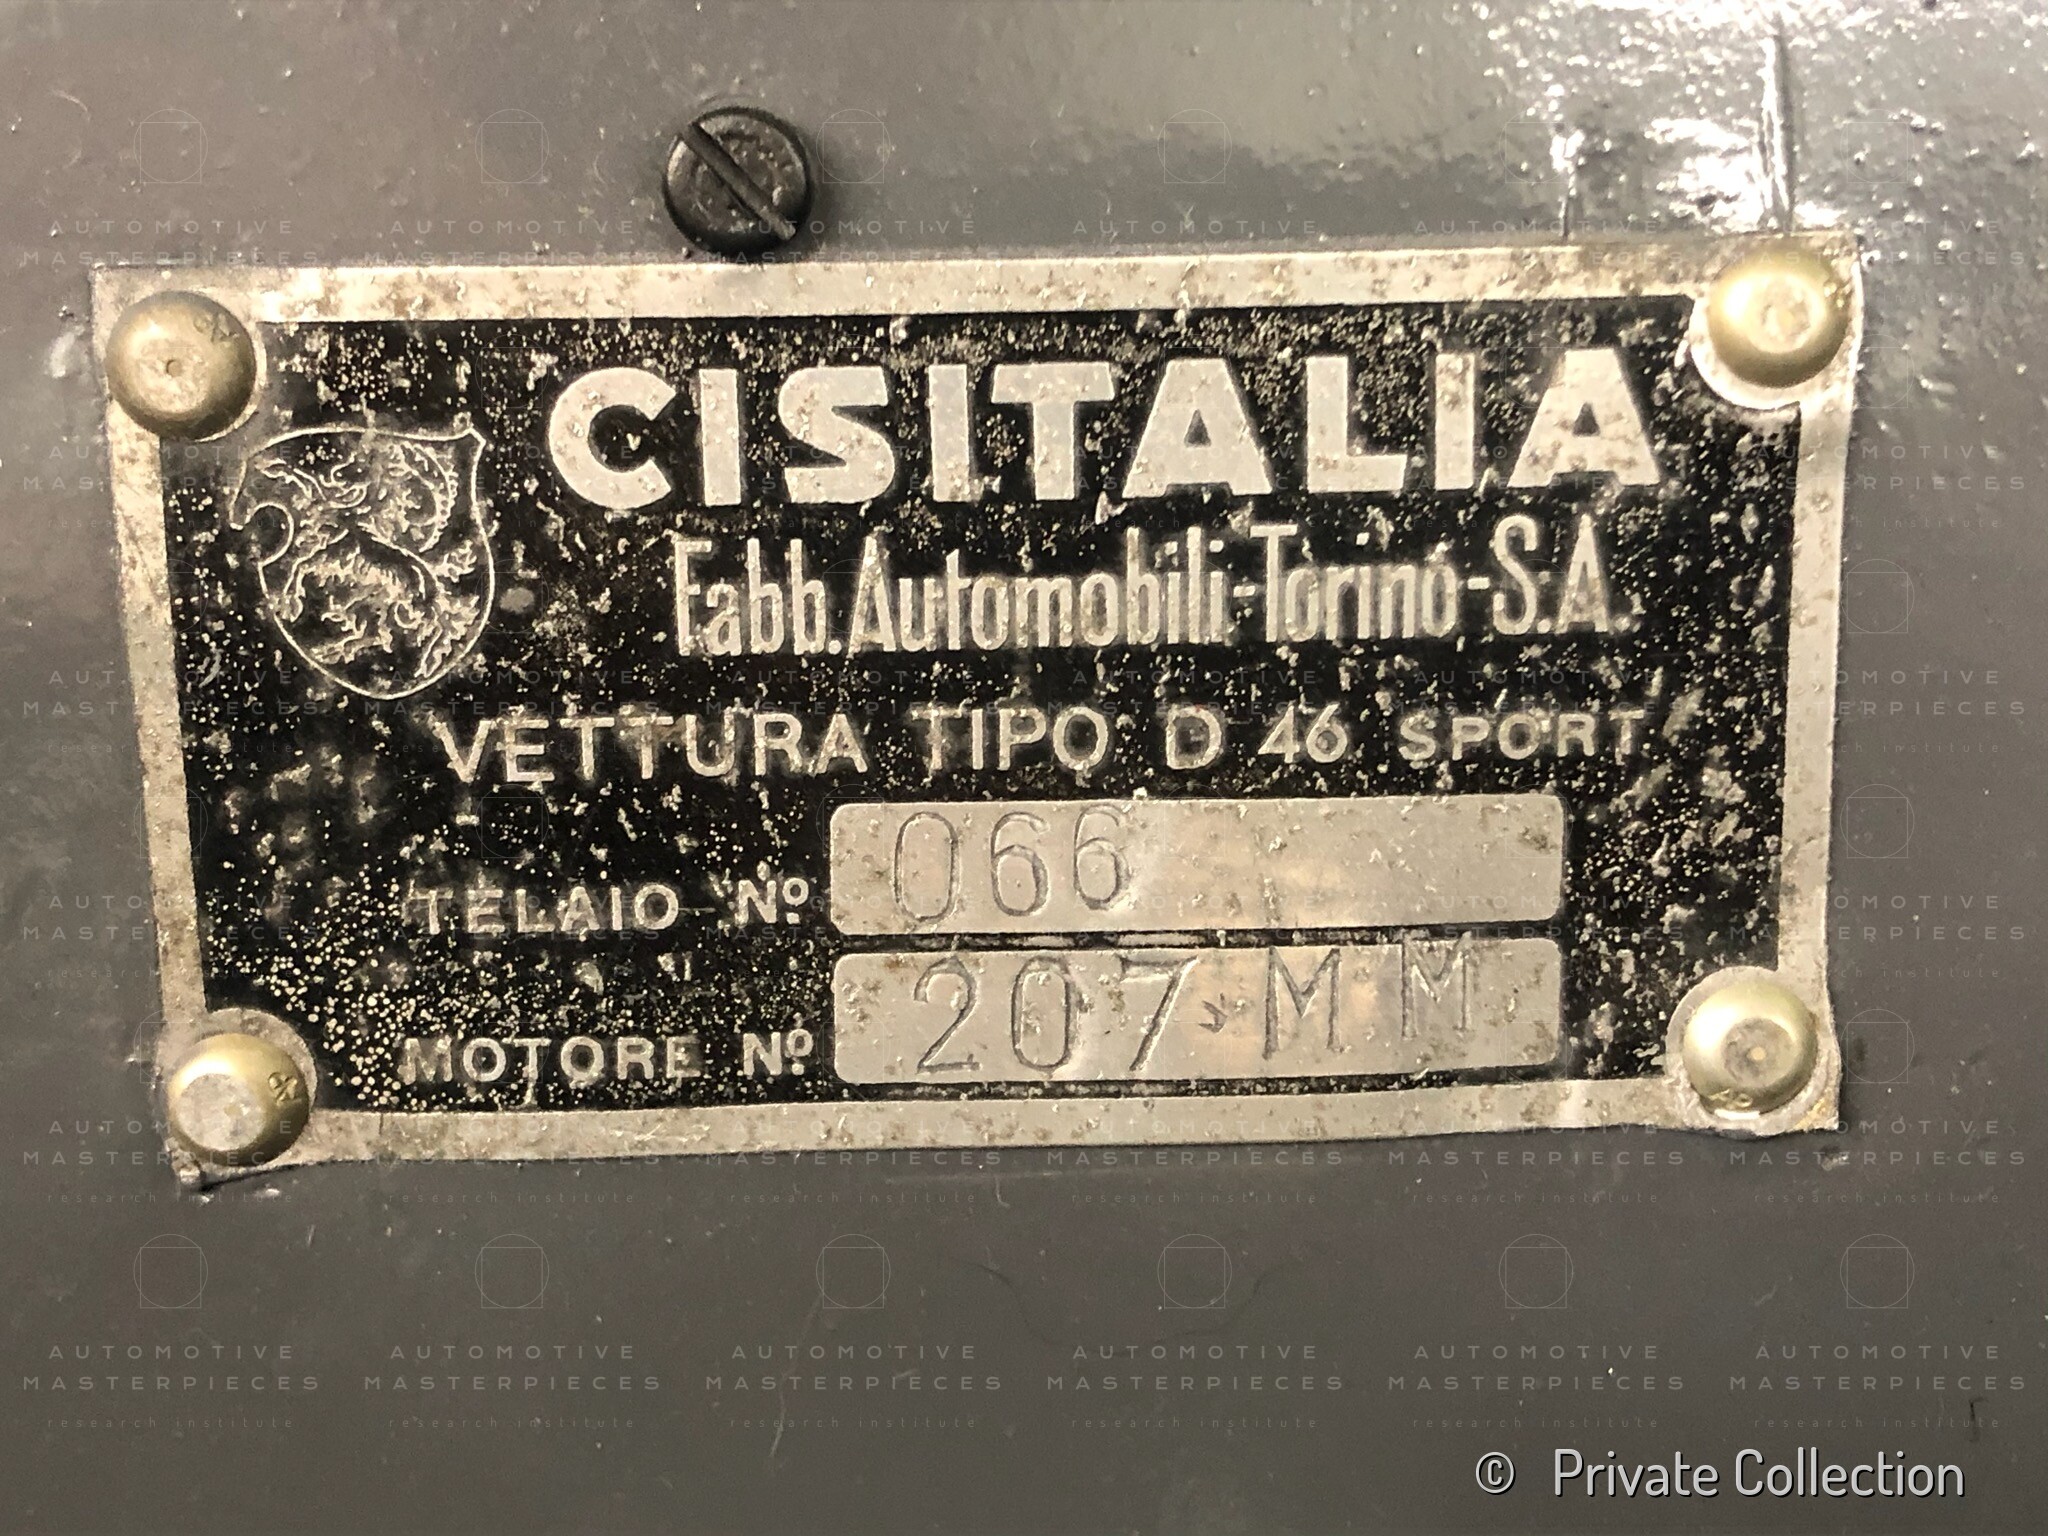 CISITALIA
Fabb. Automobili - Torino - S.A.
VETTURA TIPO D 46 SPORT
TELAIO Nº 066
MOTORE Nº 207 MM
AUTOMOTIVE
MASTERPIECES
research institute
© Private Collection